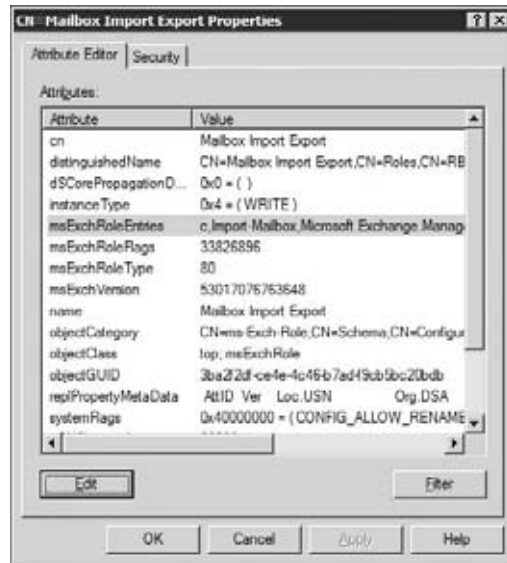 CN=Mailbox Import Export Properties
Attribute Editor Security
Attributes:
Attribute Value
cn Mailbox Import Export
distinguishedName CN=Mailbox Import Export,CN=Roles,CN=RB
dSCorePropagationD... 0x0 = ( )
instanceType 0x4 = ( WRITE )
msExchRoleEntries c,Import-Mailbox,Microsoft.Exchange.Manag
msExchRoleFlags 33826896
msExchRoleType 80
msExchVersion 53017076763648
name Mailbox Import Export
objectCategory CN=ms-Exch-Role,CN=Schema,CN=Configur
objectClass top; msExchRole
objectGUID 3ba2f2df-ce4e-4c46-b7ad-49cb5bc20bdb
replPropertyMetaData AttID Ver Loc.USN Org.DSA
systemFlags 0x40000000 = ( CONFIG_ALLOW_RENAME
Edit Filter
OK Cancel Apply Help